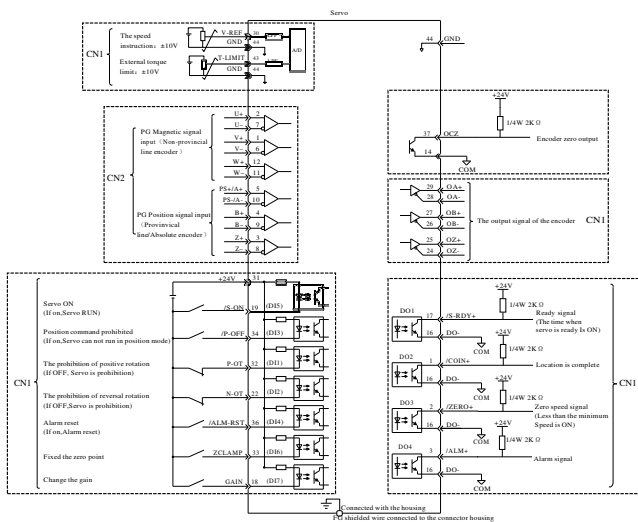 Servo
CN1
The speed
instruction: ±10V
External torque
limit: ±10V
V-REF 30
GND 44
T-LIMIT 43
GND 44
A/D
44 GND
CN2
PG Magnetic signal
input (Non-provincial
line encoder)
U+ 2
U- 7
V+ 1
V- 6
W+ 12
W- 11
PG Position signal input
(Provinvical
line/Absolute encoder)
PS+/A+ 5
PS-/A- 10
B+ 4
B- 9
Z+ 3
Z- 8
+24V
1/4W 2K Ω
37 OCZ
14
COM
Encoder zero output
29 OA+
28 OA-
27 OB+
26 OB-
25 OZ+
24 OZ-
The output signal of the encoder
CN1
CN1
+24V 31
Servo ON
(If on,Servo RUN)
/S-ON 19 (DI5)
Position command prohibited
(If on,Servo can not run in position mode)
/P-OFF 34 (DI3)
The prohibition of positive rotation
(If OFF, Servo is prohibition)
P-OT 32 (DI1)
The prohibition of reversal rotation
(If OFF,Servo is prohibition)
N-OT 22 (DI2)
Alarm reset
(If on,Alarm reset)
/ALM-RST 36 (DI4)
Fixed the zero point
ZCLAMP 33 (DI6)
Change the gain
GAIN 18 (DI7)
CN1
+24V
1/4W 2K Ω
DO1
17 /S-RDY+
16 DO-
COM
Ready signal
(The time when
servo is ready Is ON)
+24V
1/4W 2K Ω
DO2
1 /COIN+
16 DO-
COM
Location is complete
+24V
1/4W 2K Ω
DO3
2 /ZERO+
16 DO-
COM
Zero speed signal
(Less than the minimum
Speed is ON)
+24V
1/4W 2K Ω
DO4
3 /ALM+
16 DO-
COM
Alarm signal
Connected with the housing
FG shielded wire connected to the connector housing